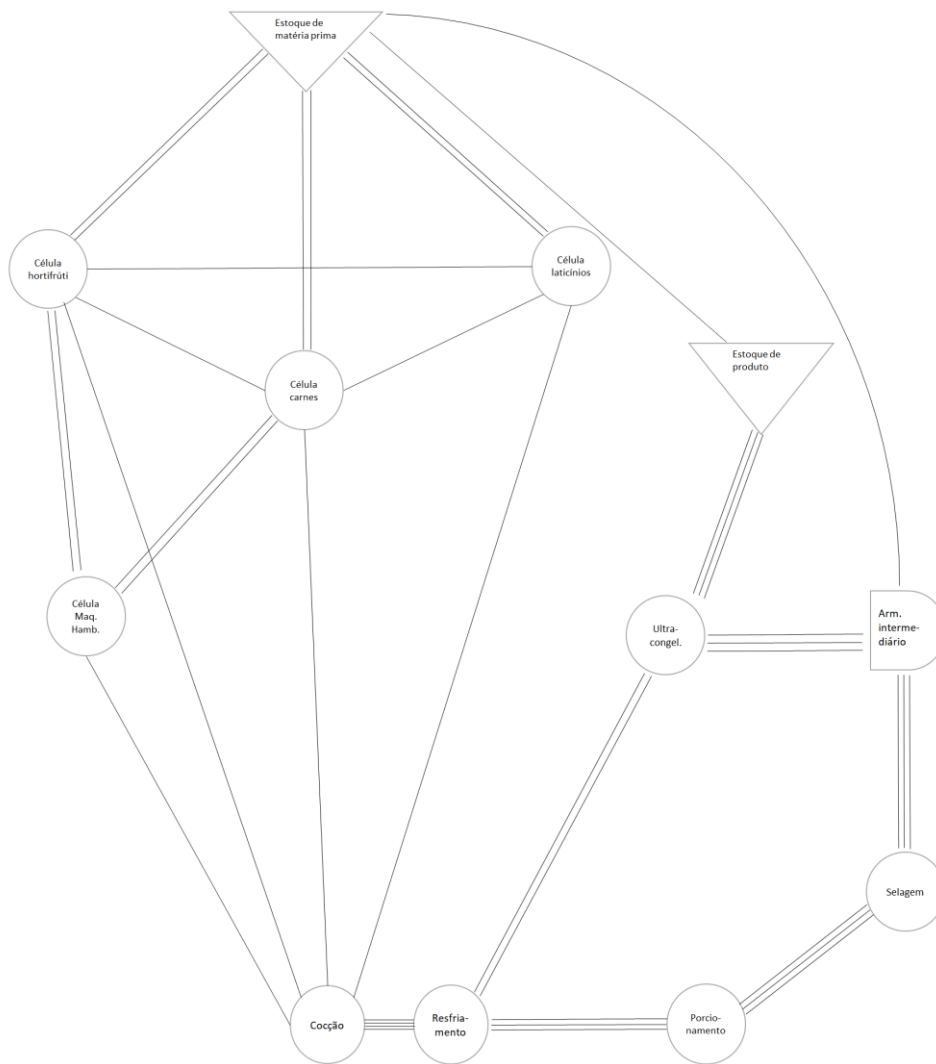 Estoque de
matéria prima
Célula
hortifrúti
Célula
laticínios
Estoque de
produto
Célula
carnes
Célula
Maq.
Hamb.
Ultra-
congel.
Arm.
interme-
diário
Selagem
Cocção
Resfria-
mento
Porcio-
namento